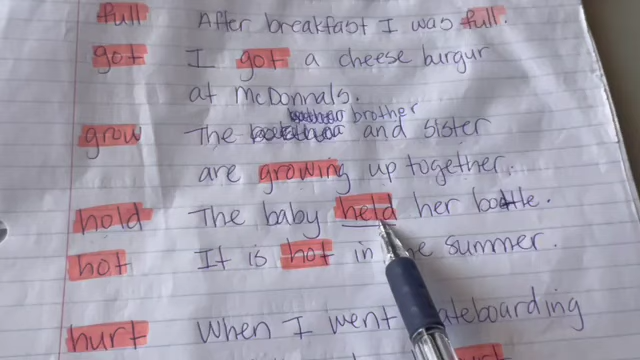 full After breakfast I was full.
got I got a cheese burgur
at McDonnals.
brother
grow The and sister
are growing up together.
hold The baby held her bottle.
hot It is hot in the summer.
hurt When I went skateboarding